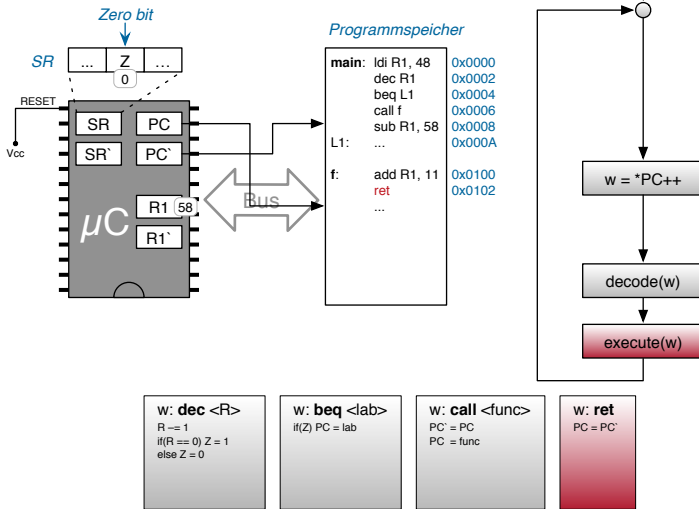 Zero bit
SR
... Z ...
0
RESET
Vcc
SR PC
SR` PC`
R1 58
R1`
µC
Bus
Programmspeicher
main: ldi R1, 48 0x0000
dec R1 0x0002
beq L1 0x0004
call f 0x0006
sub R1, 58 0x0008
L1: ... 0x000A
f: add R1, 11 0x0100
ret 0x0102
...
w = *PC++
decode(w)
execute(w)
w: dec <R>
R -= 1
if(R == 0) Z = 1
else Z = 0
w: beq <lab>
if(Z) PC = lab
w: call <func>
PC` = PC
PC = func
w: ret
PC = PC`